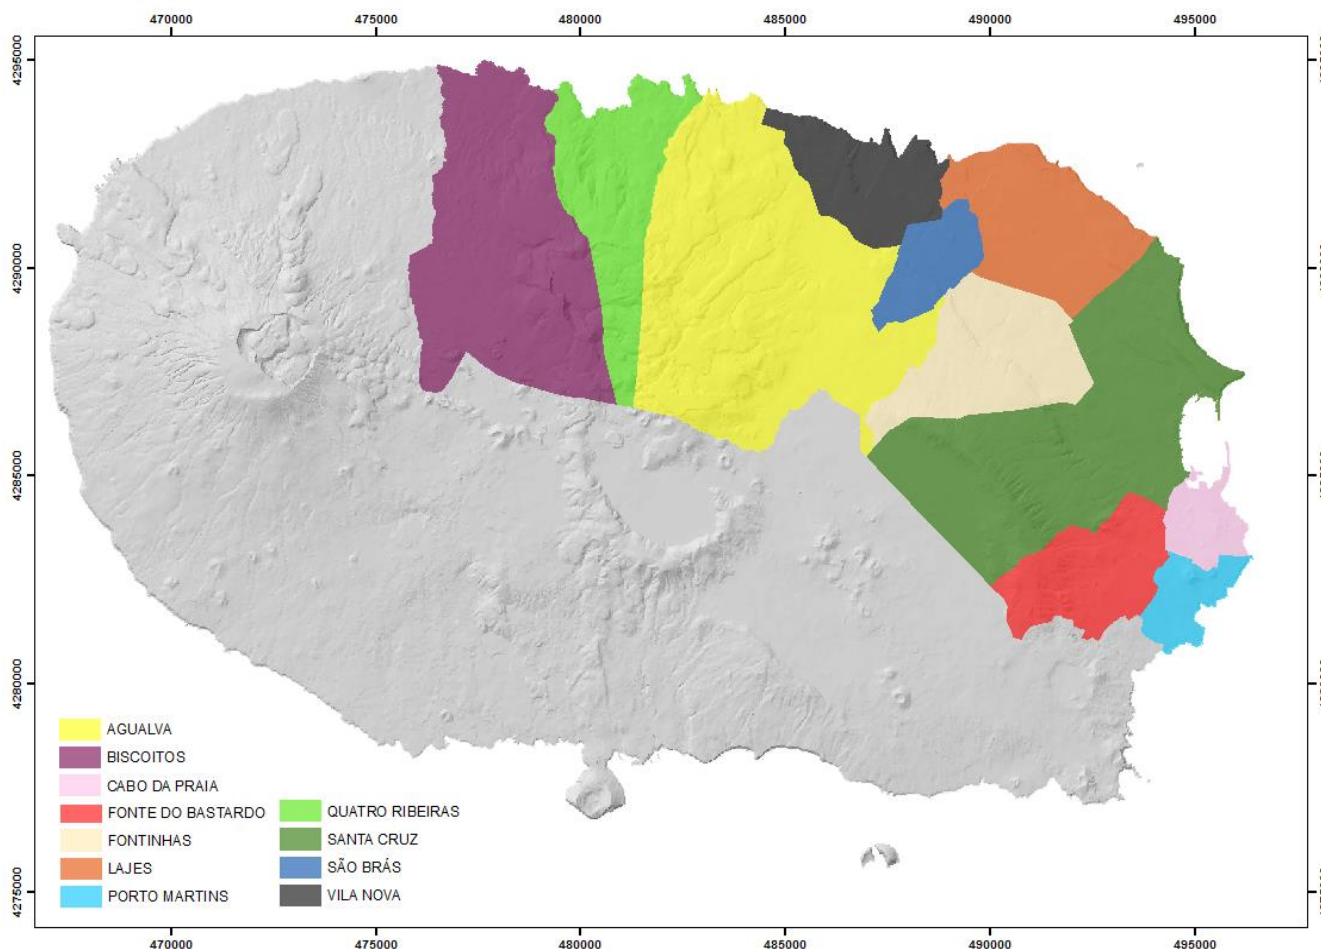 470000 475000 480000 485000 490000 495000
4295000
4290000
4285000
4280000
4275000
AGUALVA
BISCOITOS
CABO DA PRAIA
FONTE DO BASTARDO
FONTINHAS
LAJES
PORTO MARTINS
QUATRO RIBEIRAS
SANTA CRUZ
SÃO BRÁS
VILA NOVA
470000 475000 480000 485000 490000 495000